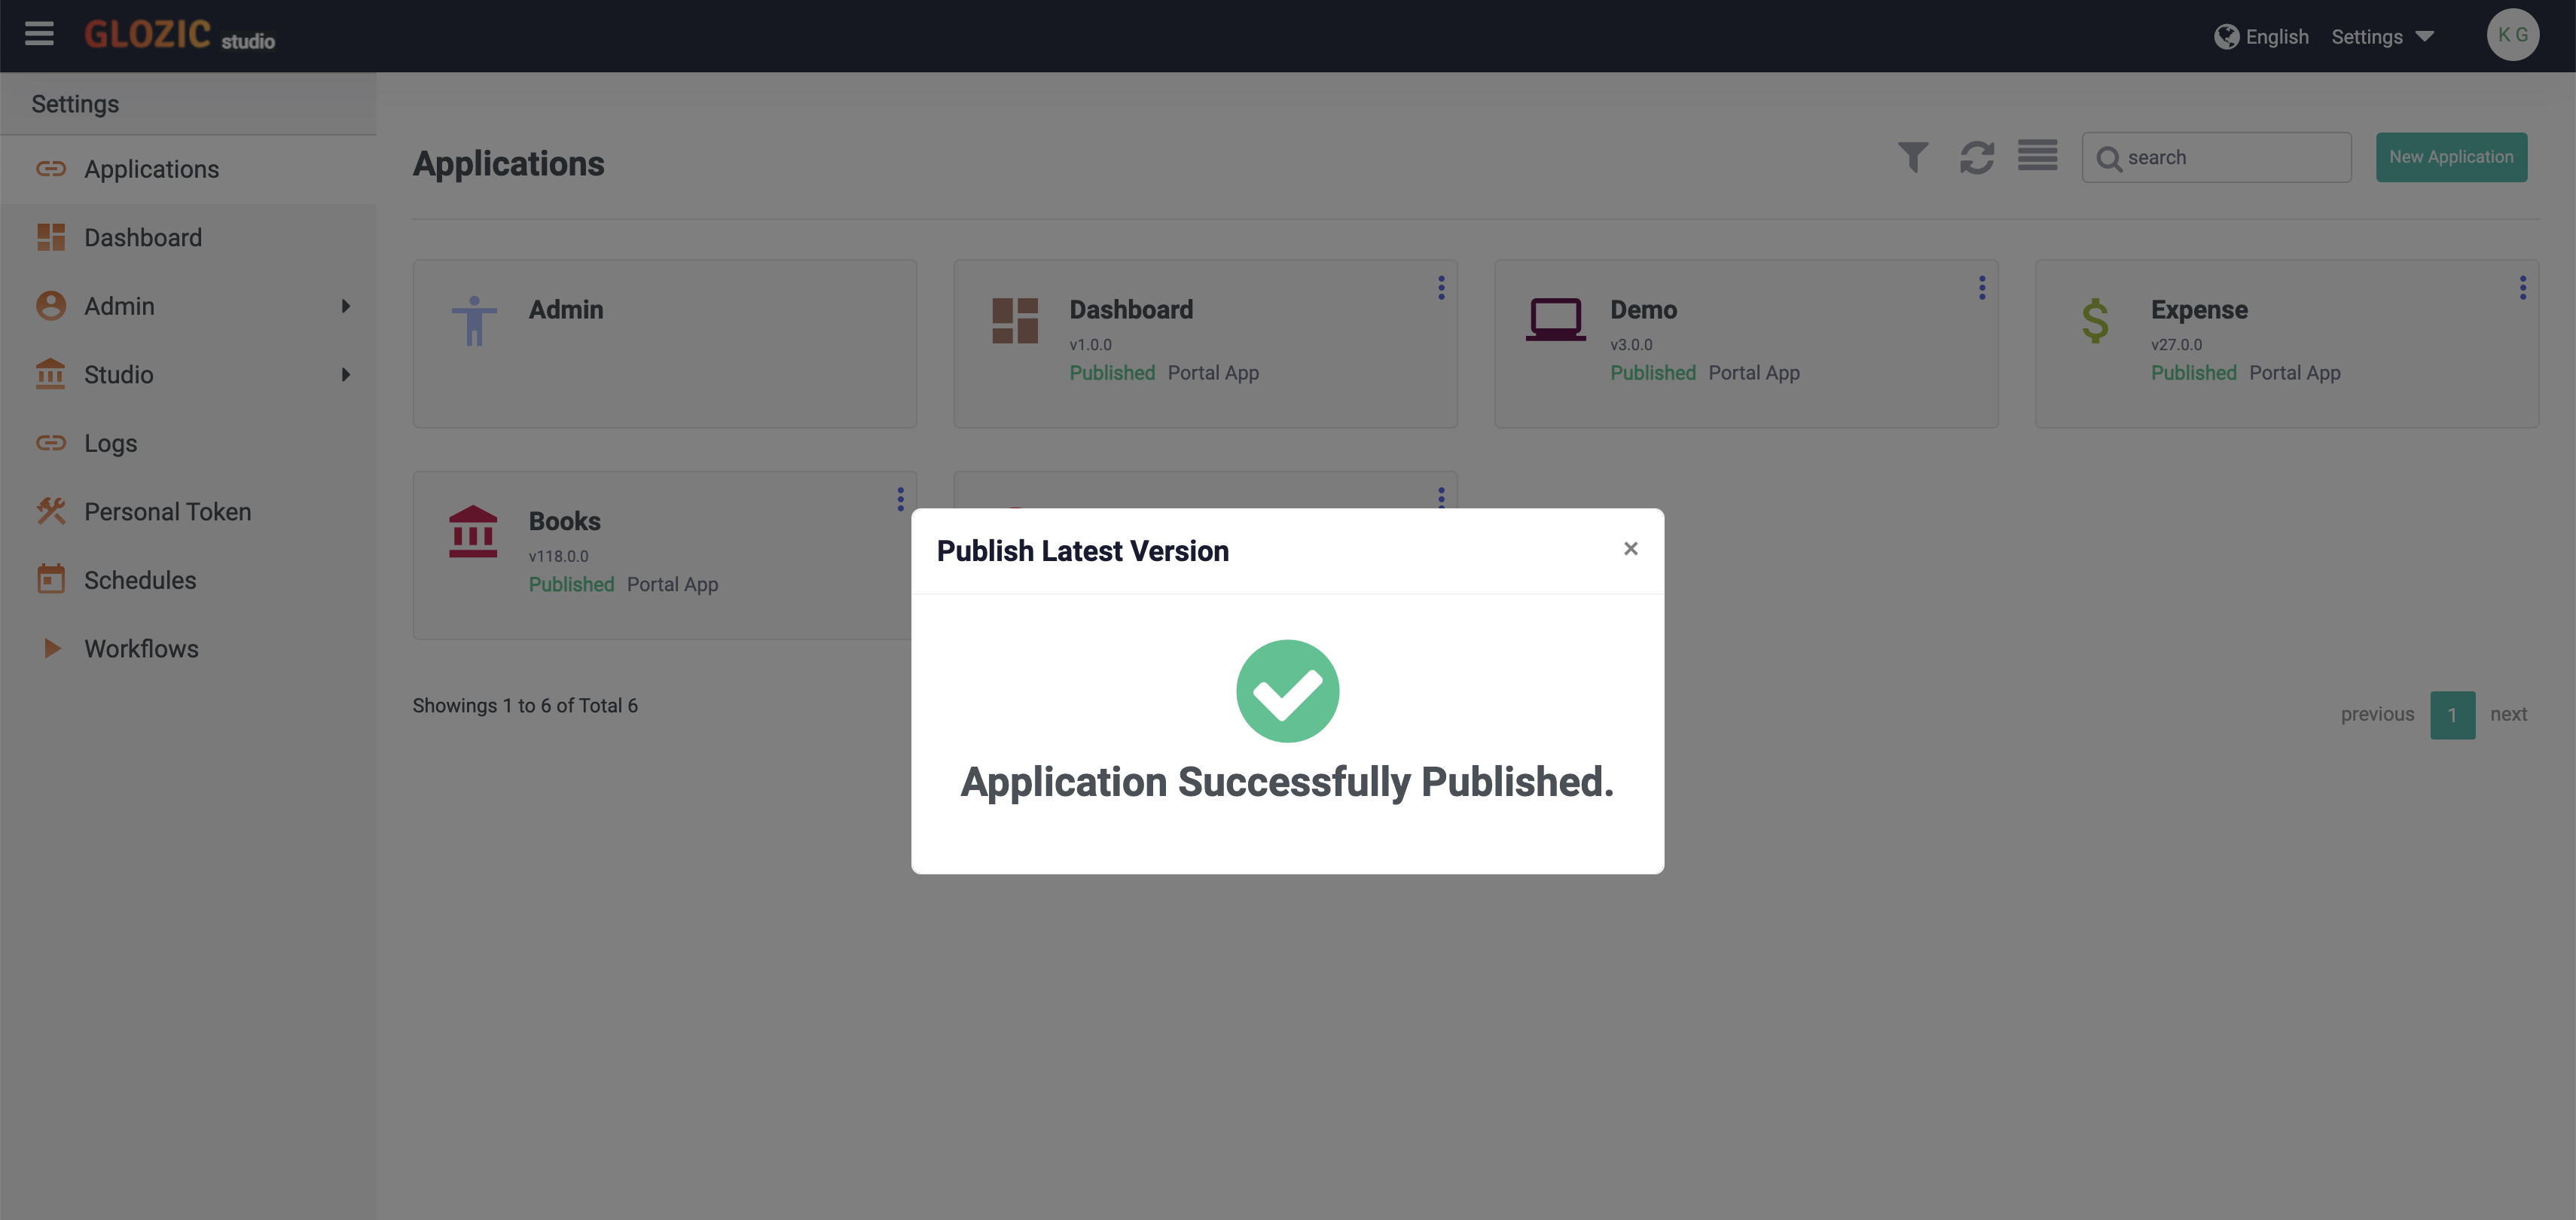 GLOZIC studio
English
Settings
K G
Settings
Applications
Dashboard
Admin
Studio
Logs
Personal Token
Schedules
Workflows
Applications
search
New Application
Admin
Dashboard
v1.0.0
Published Portal App
Demo
v3.0.0
Published Portal App
Expense
v27.0.0
Published Portal App
Books
v118.0.0
Published Portal App
Publish Latest Version
×
Application Successfully Published.
Showings 1 to 6 of Total 6
previous 1 next